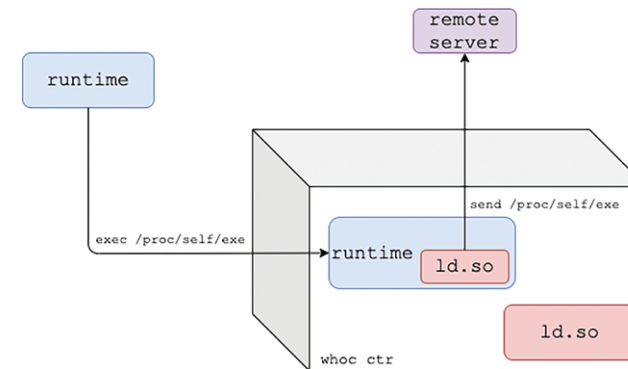 remote
server
runtime
send /proc/self/exe
exec /proc/self/exe
runtime
ld.so
ld.so
whoc ctr